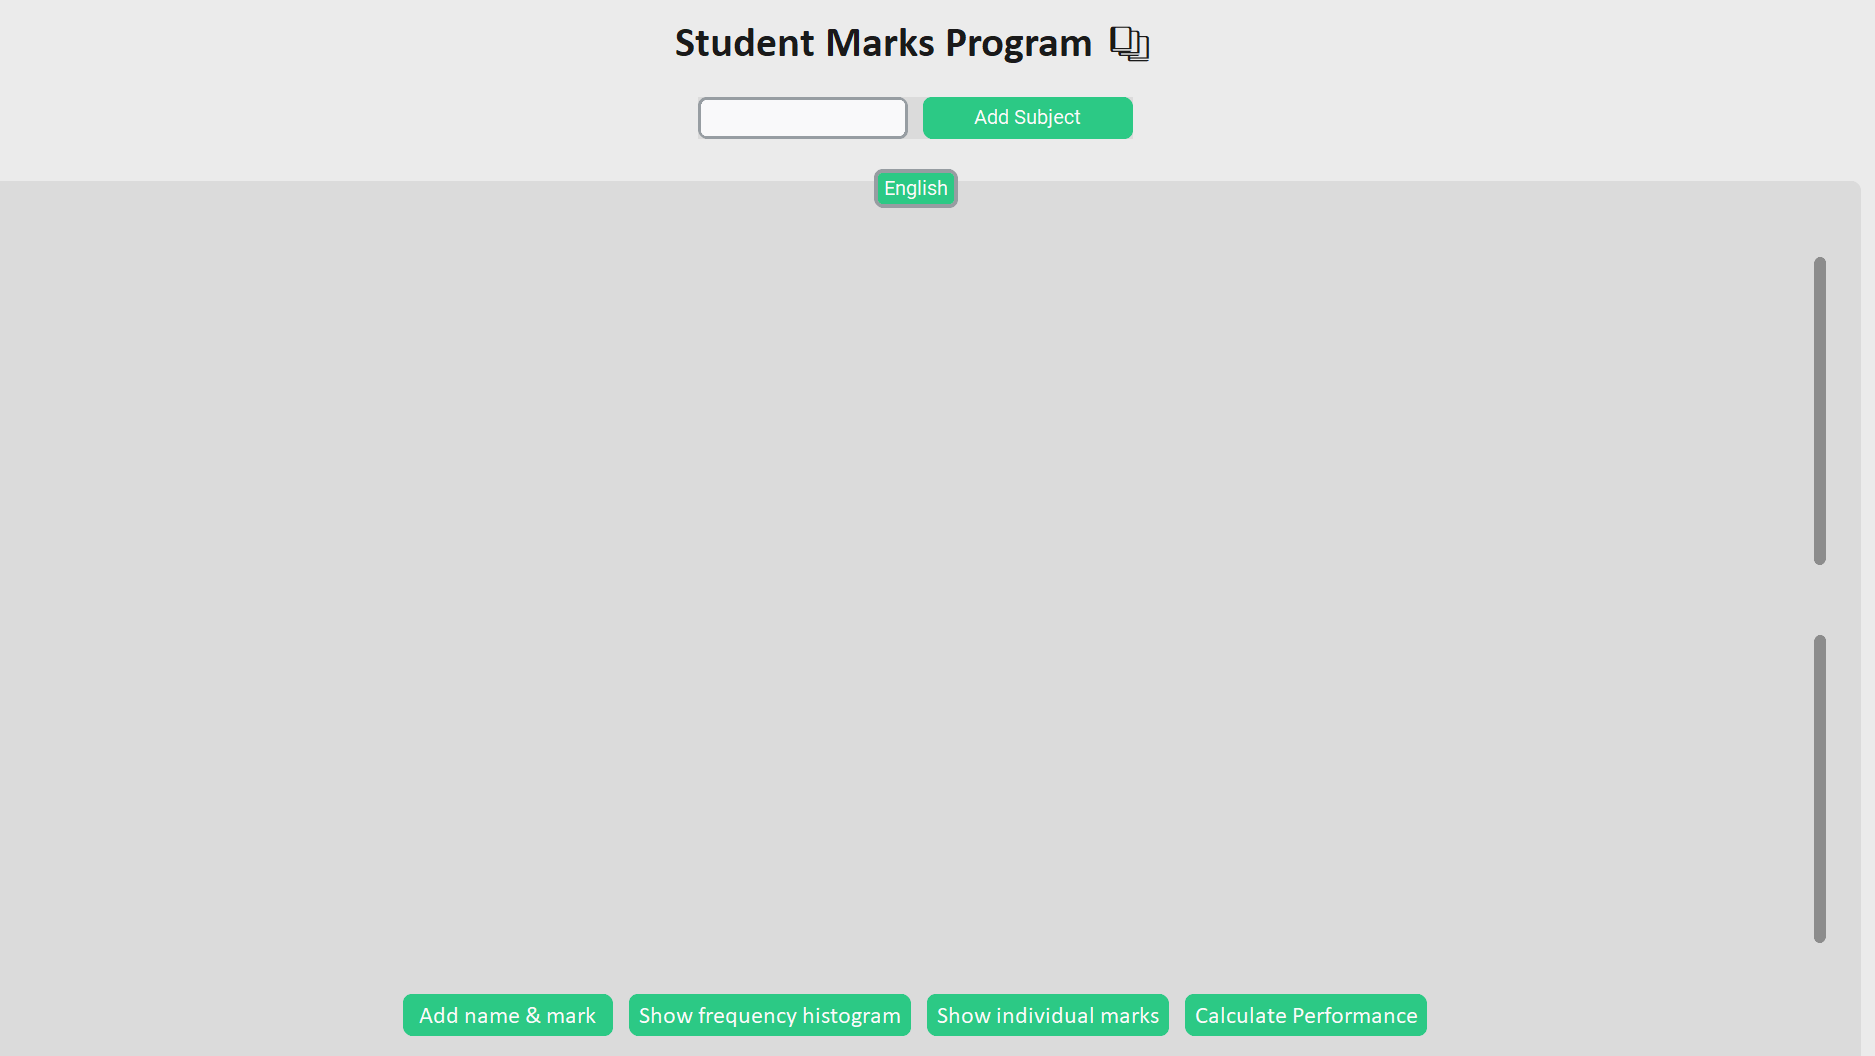 Student Marks Program
Add Subject
English
Add name & mark
Show frequency histogram
Show individual marks
Calculate Performance